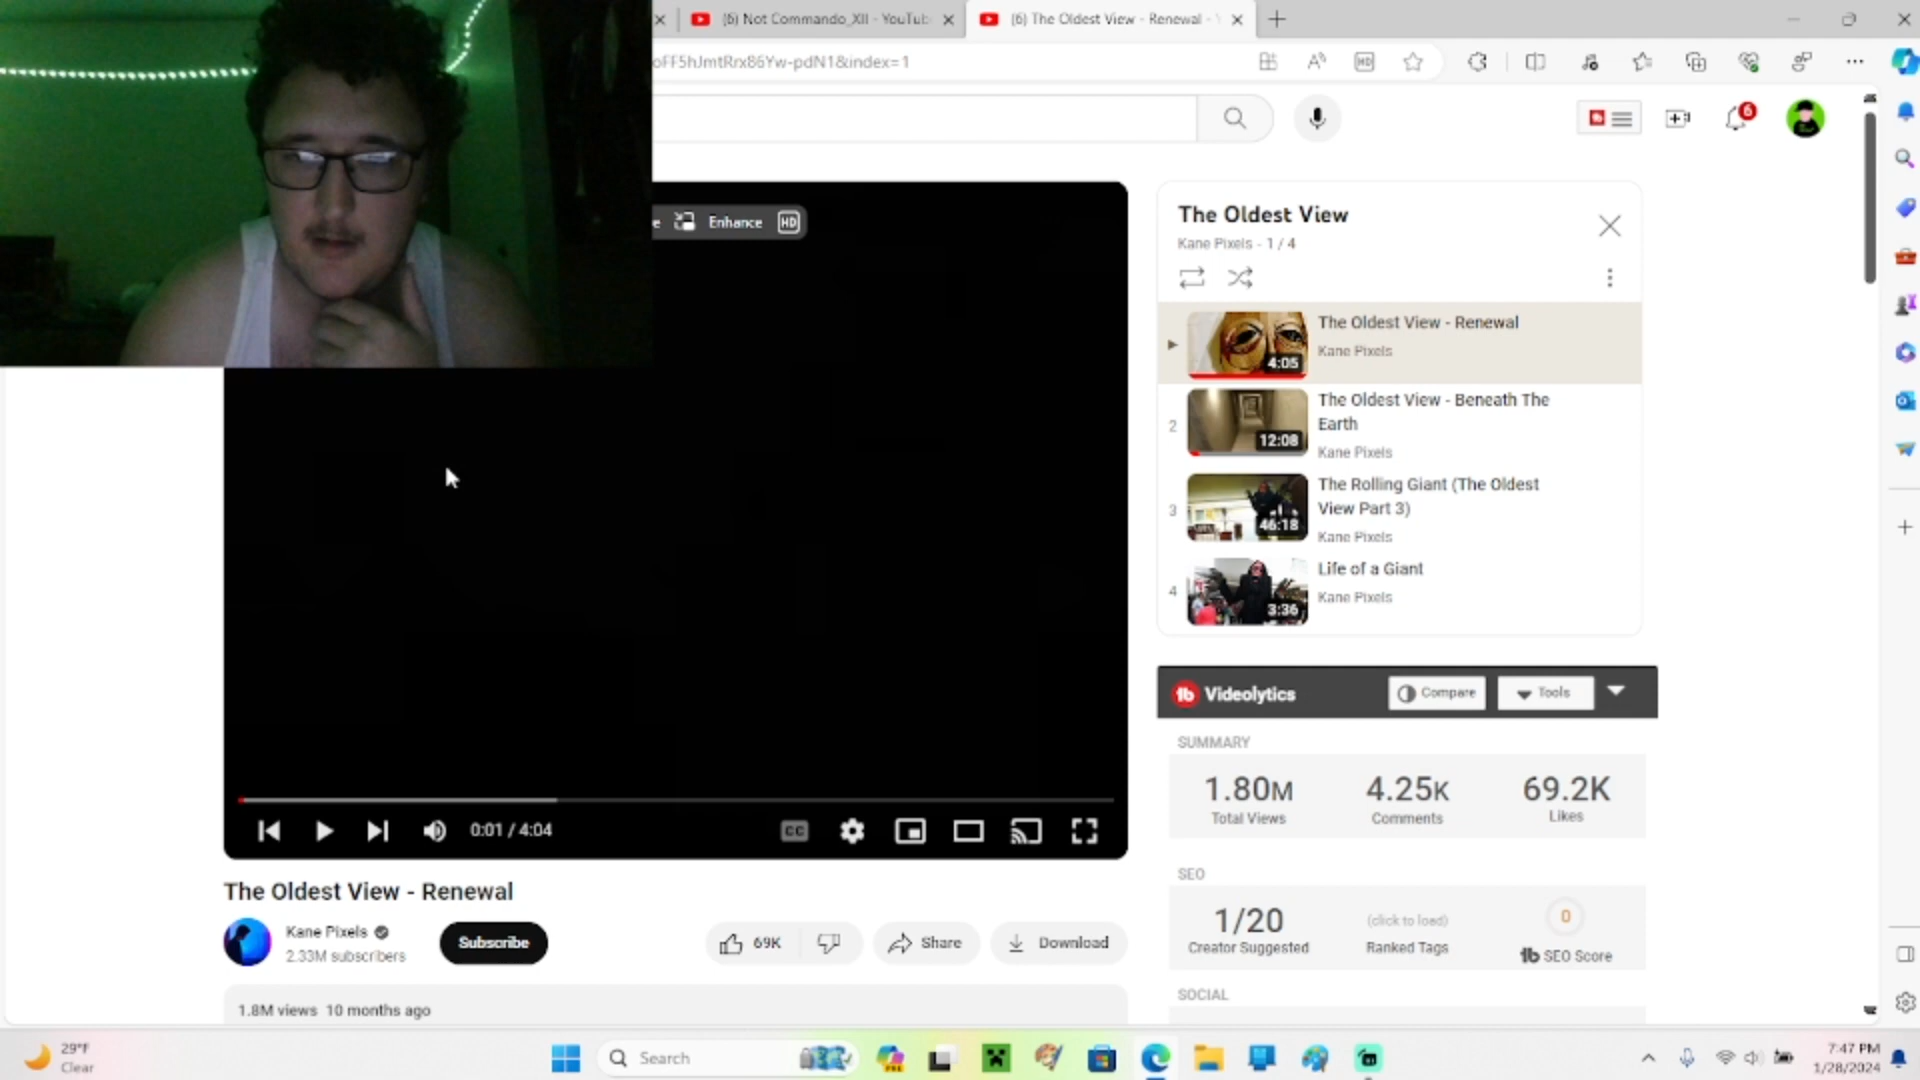 (6) Not Commando_XII - YouTub
(6) The Oldest View - Renewal -
oFF5hJmtRrx86Yw-pdN1&index=1
HD
6
Enhance HD
The Oldest View
Kane Pixels - 1 / 4
The Oldest View - Renewal
Kane Pixels
4:05
2
The Oldest View - Beneath The
Earth
Kane Pixels
12:08
3
The Rolling Giant (The Oldest
View Part 3)
Kane Pixels
46:18
4
Life of a Giant
Kane Pixels
3:36
0:01 / 4:04
CC
The Oldest View - Renewal
Kane Pixels
2.33M subscribers
Subscribe
69K
Share
Download
1.8M views 10 months ago
Videolytics
Compare
Tools
SUMMARY
1.80M 4.25K 69.2K
Total Views Comments Likes
SEO
1/20 (click to load) 0
Creator Suggested Ranked Tags SEO Score
SOCIAL
29°F
Clear
Search
7:47 PM
1/28/2024